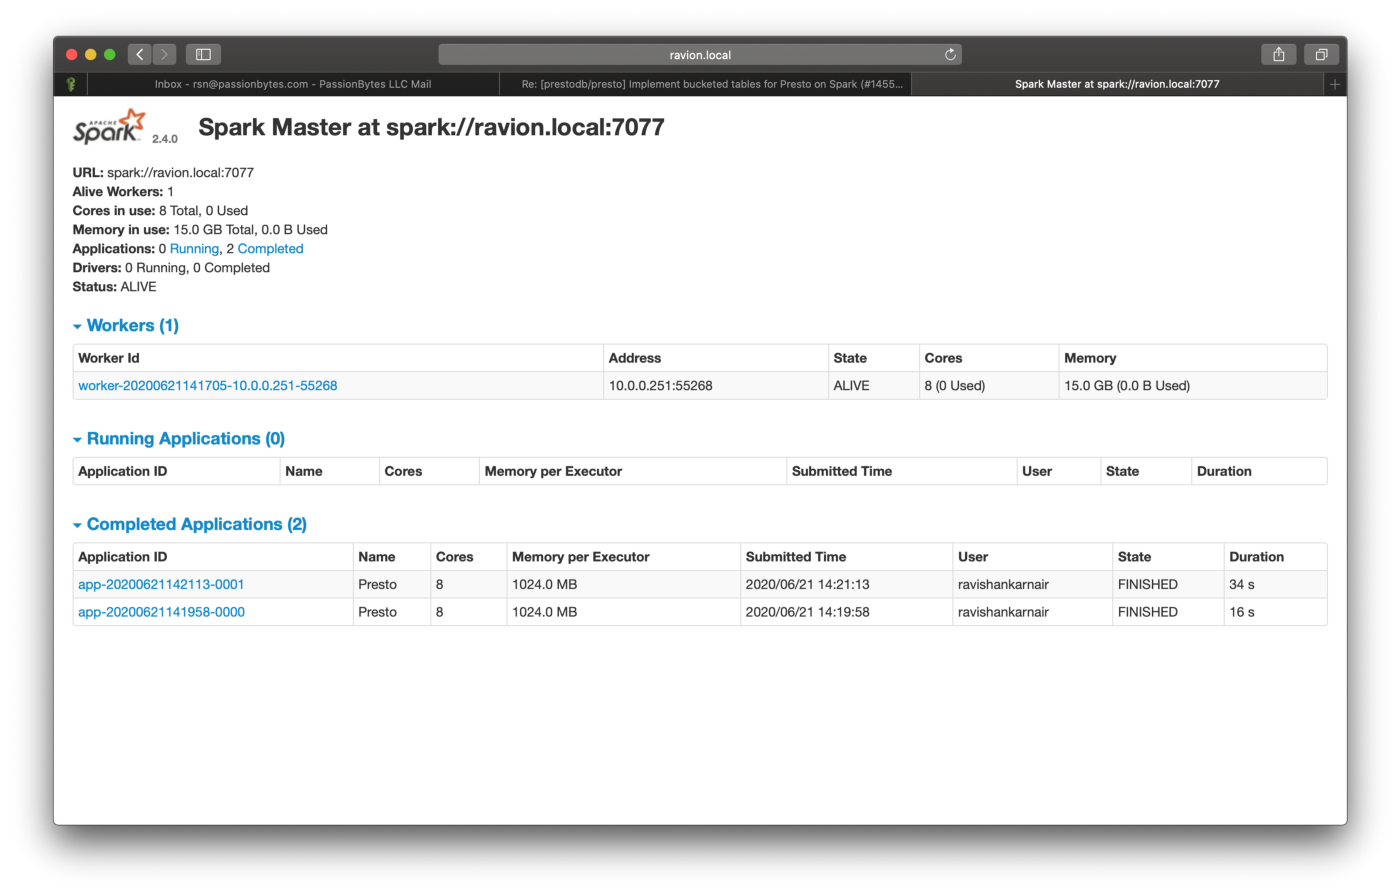 ravion.local
Inbox - rsn@passionbytes.com - PassionBytes LLC Mail
Re: [prestodb/presto] Implement bucketed tables for Presto on Spark (#1455...
Spark Master at spark://ravion.local:7077
APACHE
Spark 2.4.0
Spark Master at spark://ravion.local:7077
URL: spark://ravion.local:7077
Alive Workers: 1
Cores in use: 8 Total, 0 Used
Memory in use: 15.0 GB Total, 0.0 B Used
Applications: 0 Running, 2 Completed
Drivers: 0 Running, 0 Completed
Status: ALIVE
Workers (1)
Worker Id Address State Cores Memory
worker-20200621141705-10.0.0.251-55268 10.0.0.251:55268 ALIVE 8 (0 Used) 15.0 GB (0.0 B Used)
Running Applications (0)
Application ID Name Cores Memory per Executor Submitted Time User State Duration
Completed Applications (2)
Application ID Name Cores Memory per Executor Submitted Time User State Duration
app-20200621142113-0001 Presto 8 1024.0 MB 2020/06/21 14:21:13 ravishankarnair FINISHED 34 s
app-20200621141958-0000 Presto 8 1024.0 MB 2020/06/21 14:19:58 ravishankarnair FINISHED 16 s